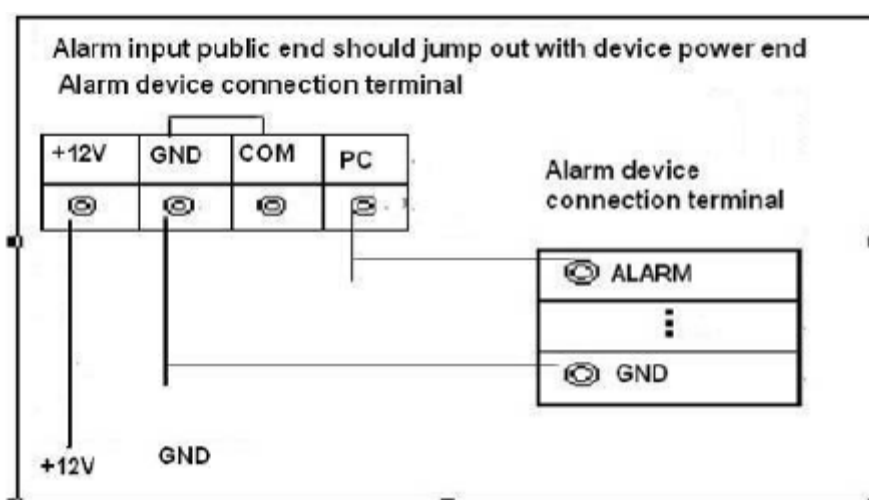 Alarm input public end should jump out with device power end
Alarm device connection terminal
+12V GND COM PC
Alarm device
connection terminal
ALARM
GND
+12V GND